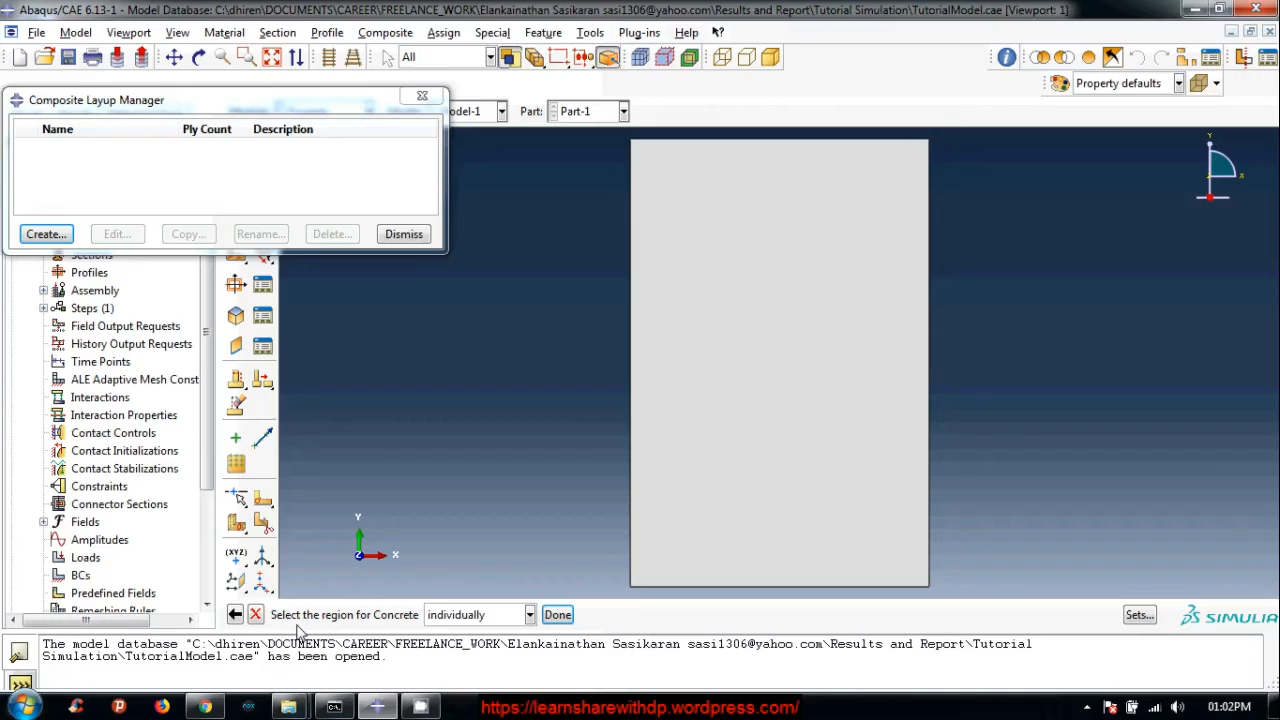 Abaqus/CAE 6.13-1 - Model Database: C:\dhiren\DOCUMENTS\CAREER\FREELANCE_WORK\Elankainathan Sasikaran sasi1306@yahoo.com\Results and Report\Tutorial Simulation\TutorialModel.cae [Viewport: 1]
File Model Viewport View Material Section Profile Composite Assign Special Feature Tools Plug-ins Help
All
Property defaults
Composite Layup Manager
odel-1 Part: Part-1
Name Ply Count Description
Create... Edit... Copy... Rename... Delete... Dismiss
Sections
Profiles
Assembly
Steps (1)
Field Output Requests
History Output Requests
Time Points
ALE Adaptive Mesh Const
Interactions
Interaction Properties
Contact Controls
Contact Initializations
Contact Stabilizations
Constraints
Connector Sections
Fields
Amplitudes
Loads
BCs
Predefined Fields
Remeshing Rules
(XYZ)
Y
X
Z
Y
X
Select the region for Concrete individually Done Sets... SIMULIA
The model database "C:\dhiren\DOCUMENTS\CAREER\FREELANCE_WORK\Elankainathan Sasikaran sasi1306@yahoo.com\Results and Report\Tutorial
Simulation\TutorialModel.cae" has been opened.
>>>
https://learnsharewithdp.wordpress.com/
01:02PM